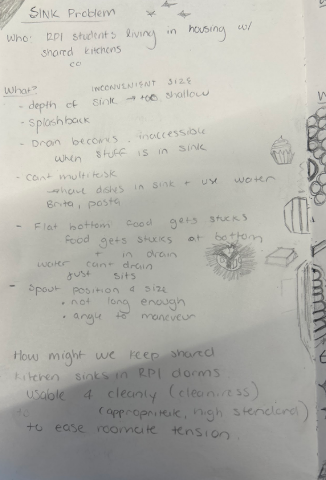 SINK Problem
Who: RPI students living in housing w/
shared kitchens
co
What? INCONVENIENT SIZE
- depth of sink → too shallow
- Splashback
- Drain becomes inaccessible
when stuff is in sink
- Cant multitask
→ have dishes in sink + use water
Brita, pasta
- Flat bottom food gets stucks
food gets stucks at bottom
+ in drain
water cant drain
just sits
- Spout position & size
• not long enough
• angle to maneuver
How might we keep shared
kitchen sinks in RPI dorms
usable & cleanly (cleanliness)
to (appropriate, high standard)
to ease roomate tension.